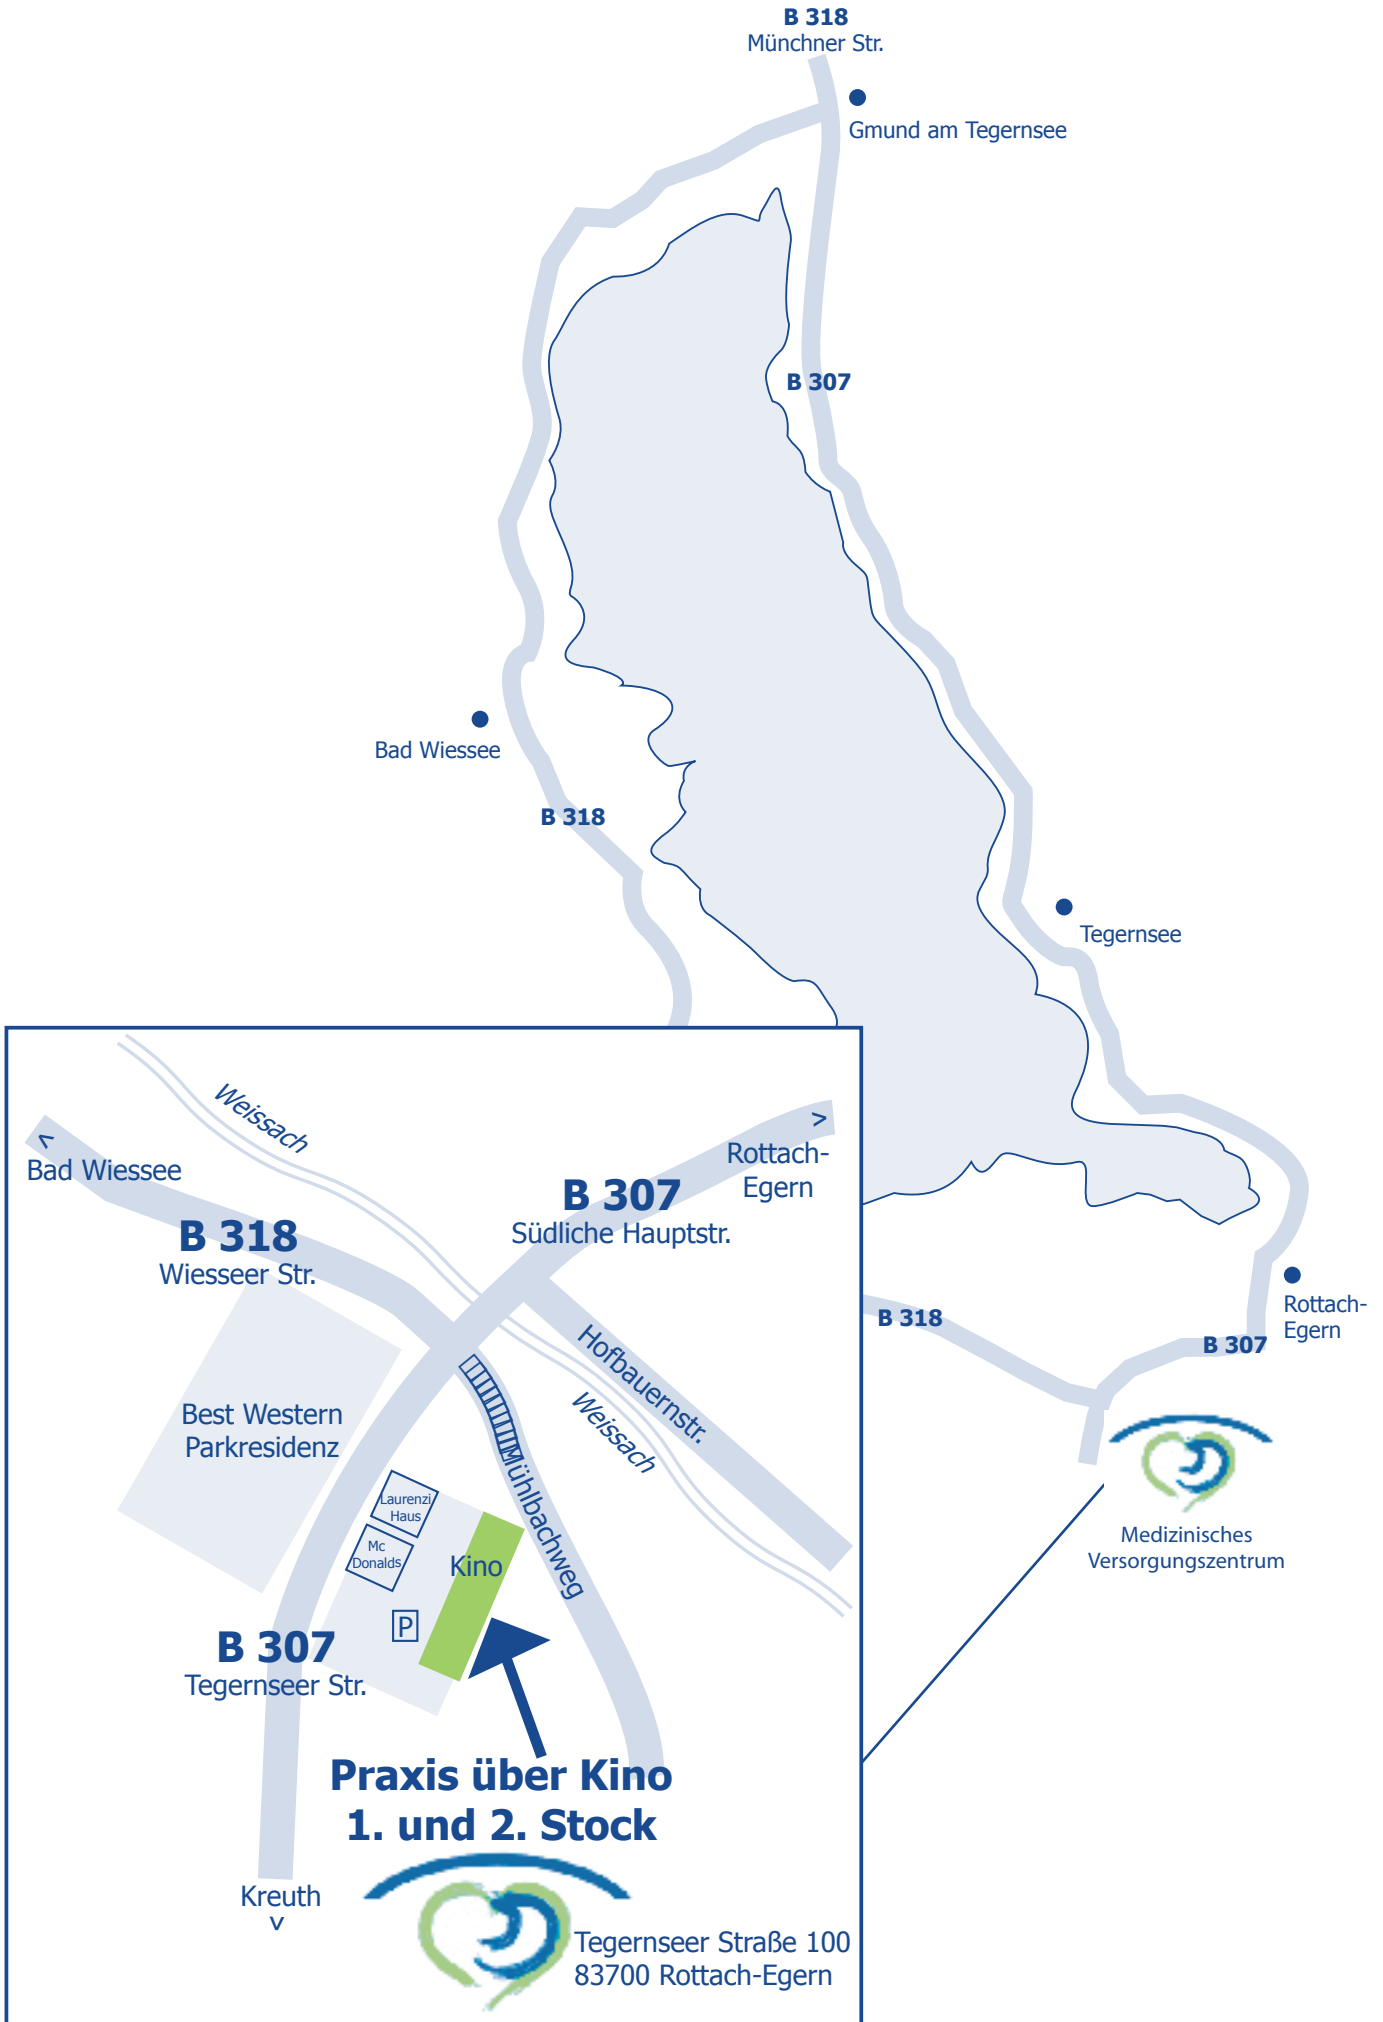 B 318
Münchner Str.
Gmund am Tegernsee
B 307
Bad Wiessee
B 318
Tegernsee
Weissach
<
Bad Wiessee
>
Rottach-
Egern
B 307
Südliche Hauptstr.
B 318
Wiesseer Str.
Hofbauernstr.
Weissach
Best Western
Parkresidenz
Mühlbachweg
Laurenzi
Haus
Mc
Donalds
Kino
P
B 307
Tegernseer Str.
Praxis über Kino
1. und 2. Stock
Kreuth
v
Tegernseer Straße 100
83700 Rottach-Egern
B 318
Rottach-
Egern
B 307
Medizinisches
Versorgungszentrum